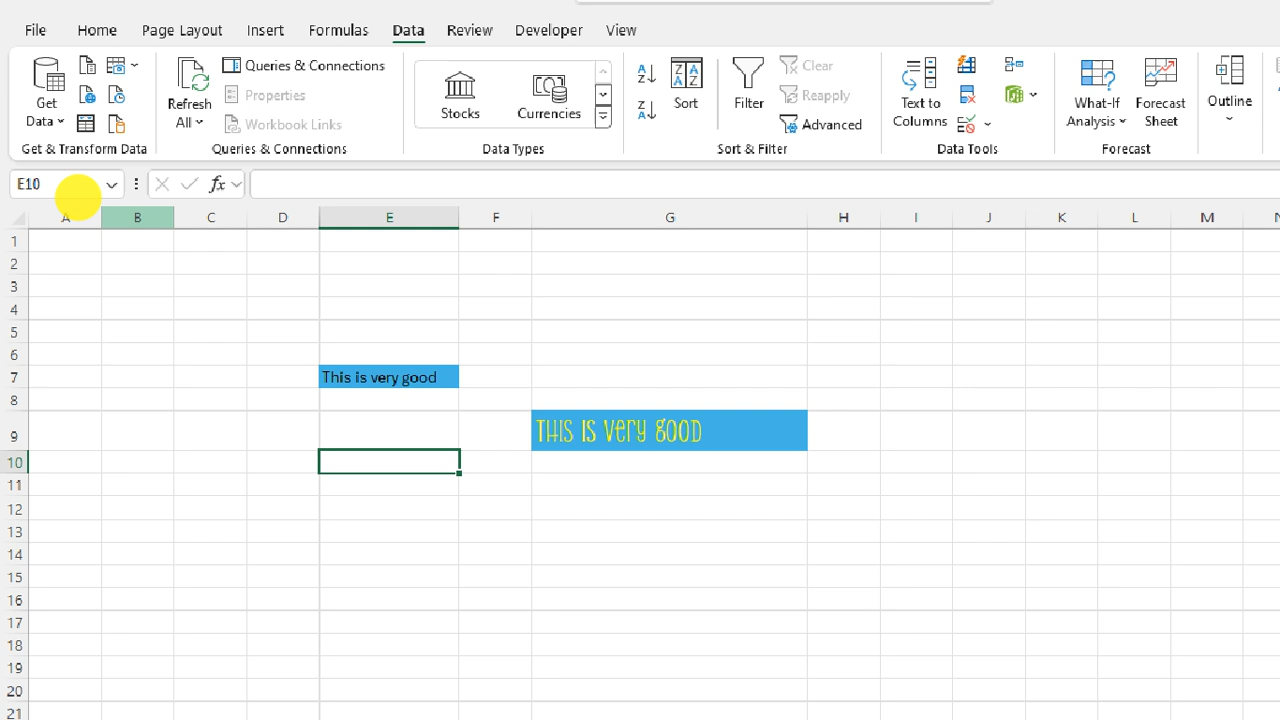 File Home Page Layout Insert Formulas Data Review Formulas Developer View
Get Data
Refresh All
Queries & Connections
Properties
Workbook Links
Stocks
Currencies
Sort
Filter
Clear
Reapply
Advanced
Text to Columns
What-If Analysis
Forecast Sheet
Outline
Get & Transform Data
Queries & Connections
Data Types
Sort & Filter
Data Tools
Forecast
E10
fx
A B C D E F G H I J K L M N
1
2
3
4
5
6
7 This is very good
8
9 THIS IS VerY GOOD
10
11
12
13
14
15
16
17
18
19
20
21